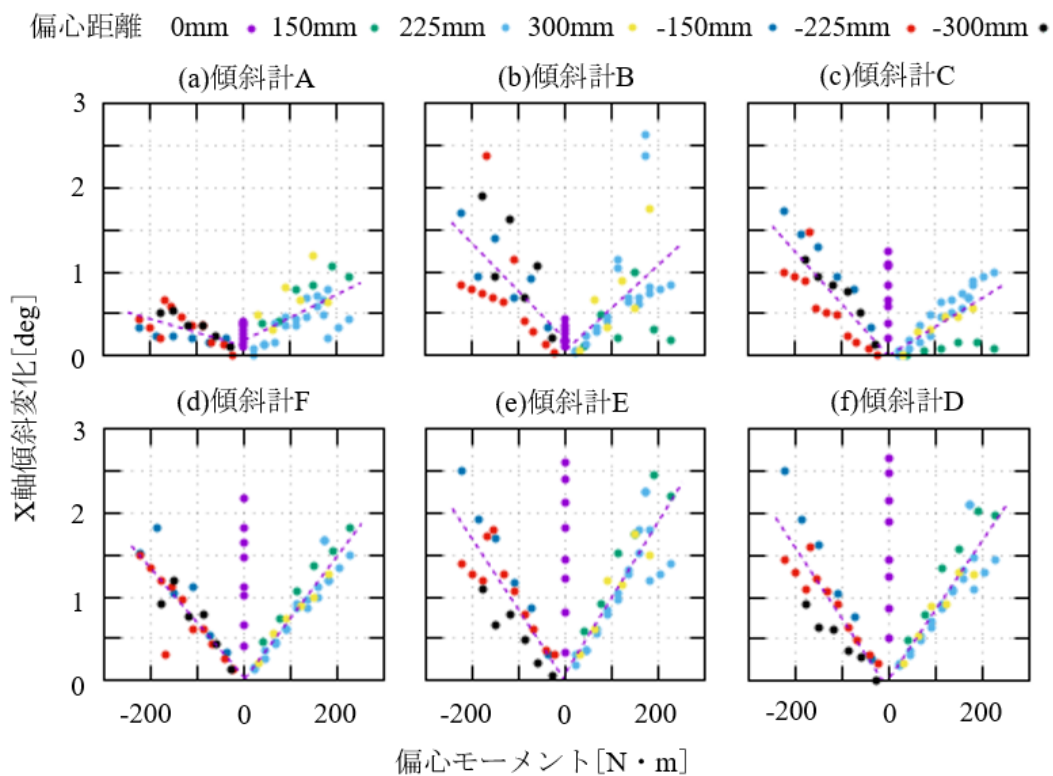 偏心距離 0mm 150mm 225mm 300mm -150mm -225mm -300mm
(a)傾斜計A (b)傾斜計B (c)傾斜計C
3
2
1
0
X軸傾斜変化[deg]
(d)傾斜計F (e)傾斜計E (f)傾斜計D
3
2
1
0
-200 0 200 -200 0 200 -200 0 200
偏心モーメント[N・m]